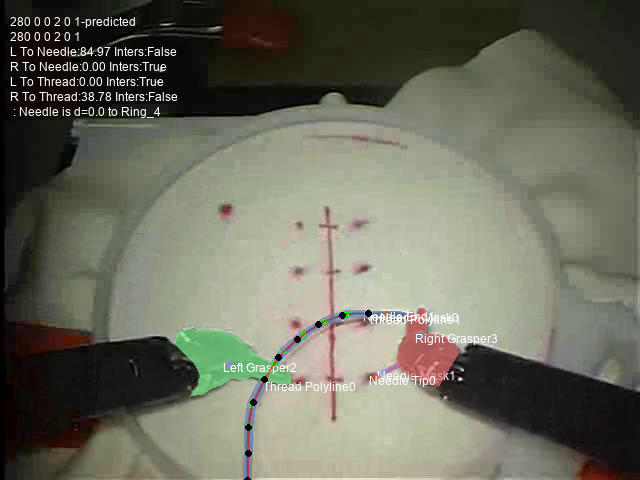 280 0 0 2 0 1-predicted
280 0 0 2 0 1
L To Needle:84.97 Inters:False
R To Needle:0.00 Inters:True
L To Thread:0.00 Inters:True
R To Thread:38.78 Inters:False
: Needle is d=0.0 to Ring_4
Thread Polyline1
Right Grasper3
Left Grasper2
Needle Tip0
Thread Polyline0